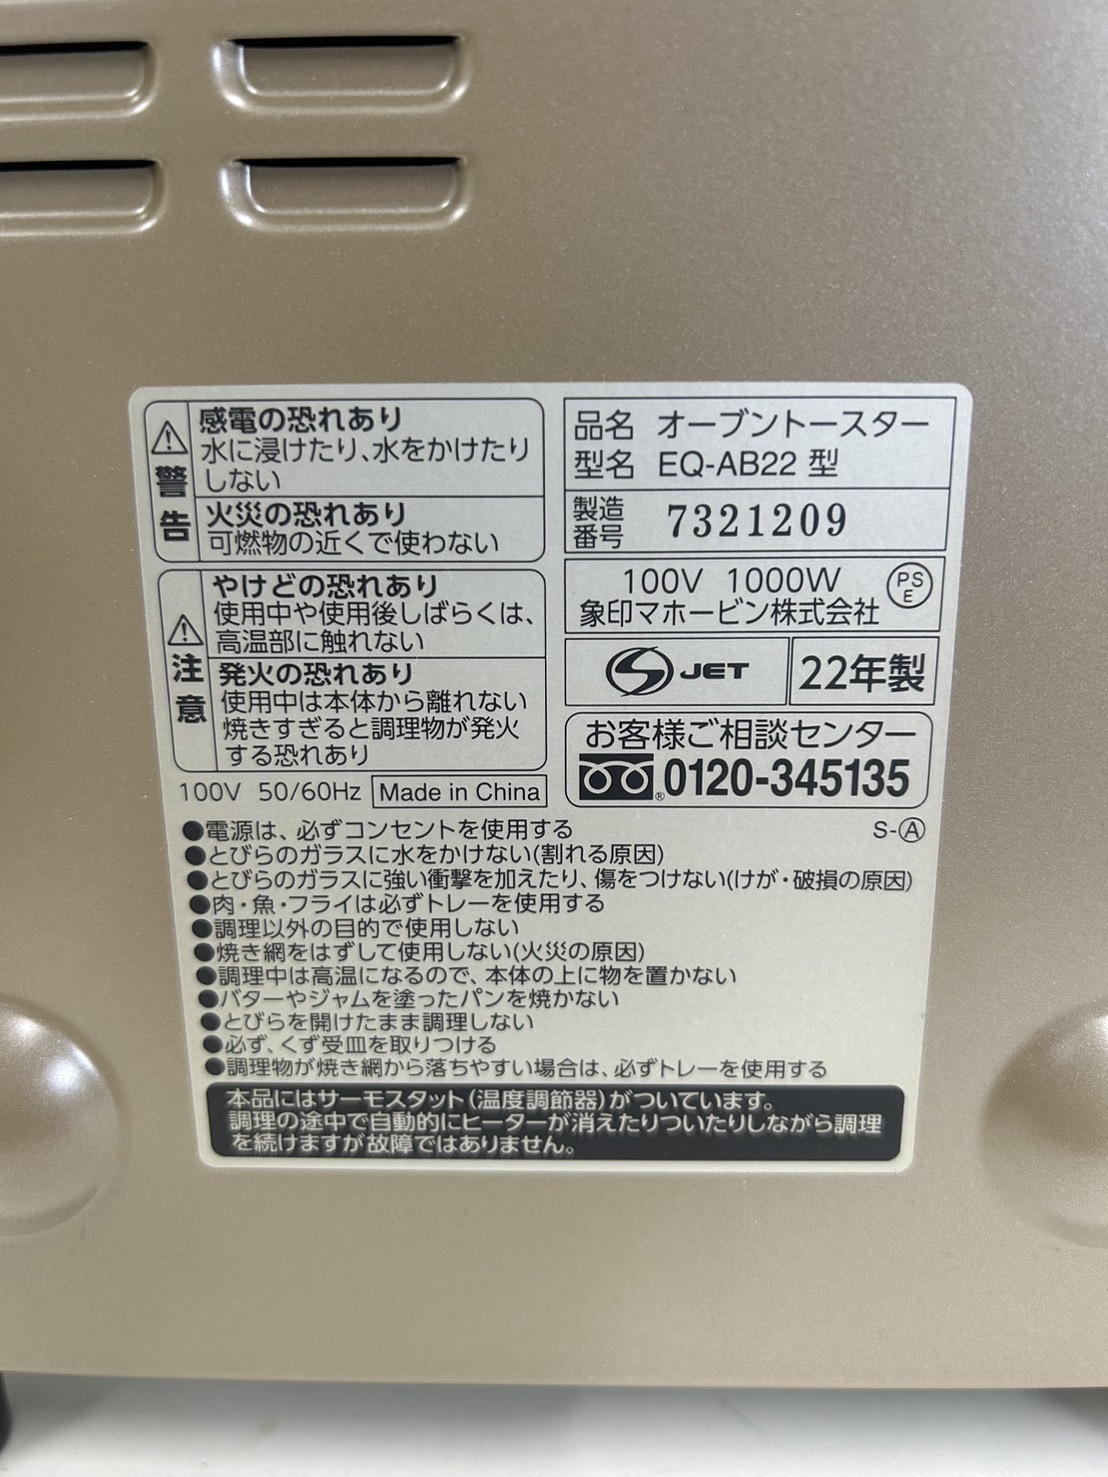 警告
感電の恐れあり
水に浸けたり、水をかけたり
しない
火災の恐れあり
可燃物の近くで使わない
注意
やけどの恐れあり
使用中や使用後しばらくは、
高温部に触れない
発火の恐れあり
使用中は本体から離れない
焼きすぎると調理物が発火
する恐れあり
100V 50/60Hz Made in China
品名 オーブントースター
型名 EQ-AB22 型
製造番号 7321209
100V 1000W
PSE
象印マホービン株式会社
S JET 22年製
お客様ご相談センター
0120-345135
S-Ⓐ
●電源は、必ずコンセントを使用する
●とびらのガラスに水をかけない(割れる原因)
●とびらのガラスに強い衝撃を加えたり、傷をつけない(けが・破損の原因)
●肉・魚・フライは必ずトレーを使用する
●調理以外の目的で使用しない
●焼き網をはずして使用しない(火災の原因)
●調理中は高温になるので、本体の上に物を置かない
●バターやジャムを塗ったパンを焼かない
●とびらを開けたまま調理しない
●必ず、くず受皿を取りつける
●調理物が焼き網から落ちやすい場合は、必ずトレーを使用する
本品にはサーモスタット(温度調節器)がついています。
調理の途中で自動的にヒーターが消えたりついたりしながら調理
を続けますが故障ではありません。